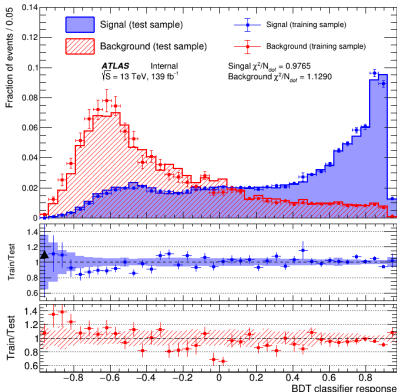 0.14
0.12
0.1
0.08
0.06
0.04
0.02
0
Fraction of events / 0.05
Signal (test sample)
Signal (training sample)
Background (test sample)
Background (training sample)
ATLAS Internal
√S = 13 TeV, 139 fb⁻¹
Singal χ²/N_dof = 0.9765
Background χ²/N_dof = 1.1290
1.4
1.2
1
0.8
0.6
Train/Test
1.4
1.2
1
0.8
0.6
Train/Test
−0.8 −0.6 −0.4 −0.2 0 0.2 0.4 0.6 0.8
BDT classifier response